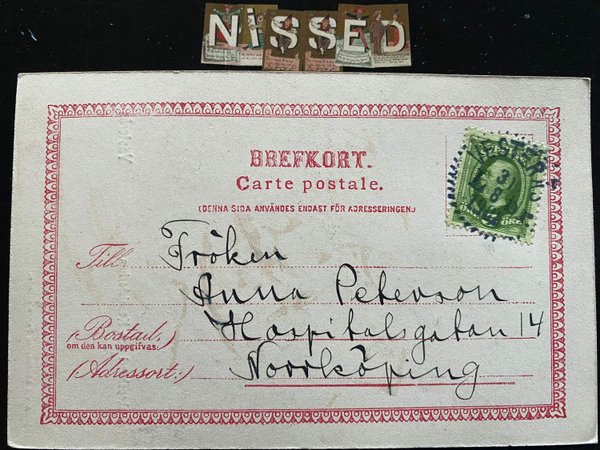 NISSED
BREFKORT.
Carte postale.
(DENNA SIDA ANVÄNDES ENDAST FÖR ADRESSERINGEN.)
Till
Fröken
Anna Peterson
(Bostad,
om den kan uppgifvas:
Hospitalsgatan 14
(Adressort:)
Norrköping